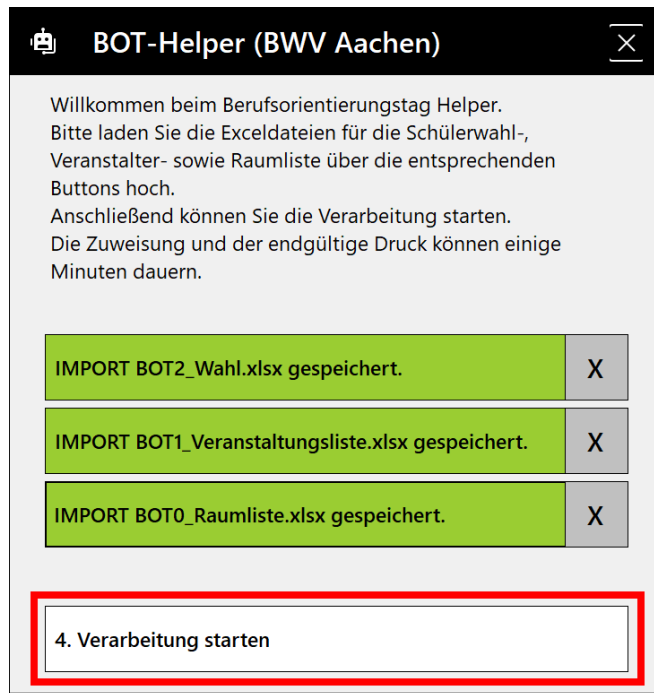 BOT-Helper (BWV Aachen)
Willkommen beim Berufsorientierungstag Helper.
Bitte laden Sie die Exceldateien für die Schülerwahl-,
Veranstalter- sowie Raumliste über die entsprechenden
Buttons hoch.
Anschließend können Sie die Verarbeitung starten.
Die Zuweisung und der endgültige Druck können einige
Minuten dauern.
IMPORT BOT2_Wahl.xlsx gespeichert. X
IMPORT BOT1_Veranstaltungsliste.xlsx gespeichert. X
IMPORT BOT0_Raumliste.xlsx gespeichert. X
4. Verarbeitung starten